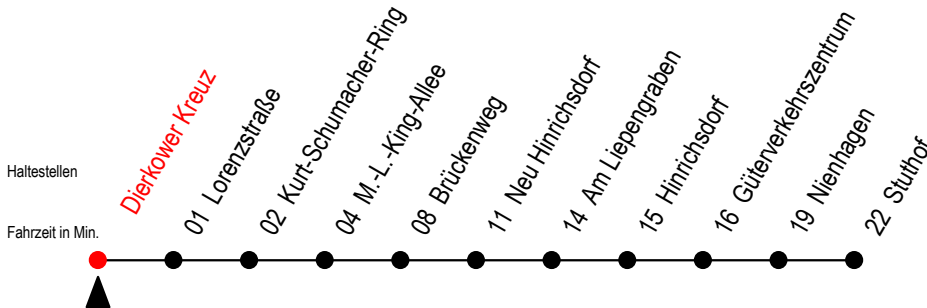 Haltestellen
Fahrzeit in Min.
Dierkower Kreuz
01 Lorenzstraße
02 Kurt-Schumacher-Ring
04 M.-L.-King-Allee
08 Brückenweg
11 Neu Hinrichsdorf
14 Am Liepengraben
15 Hinrichsdorf
16 Güterverkehrszentrum
19 Nienhagen
22 Stuthof